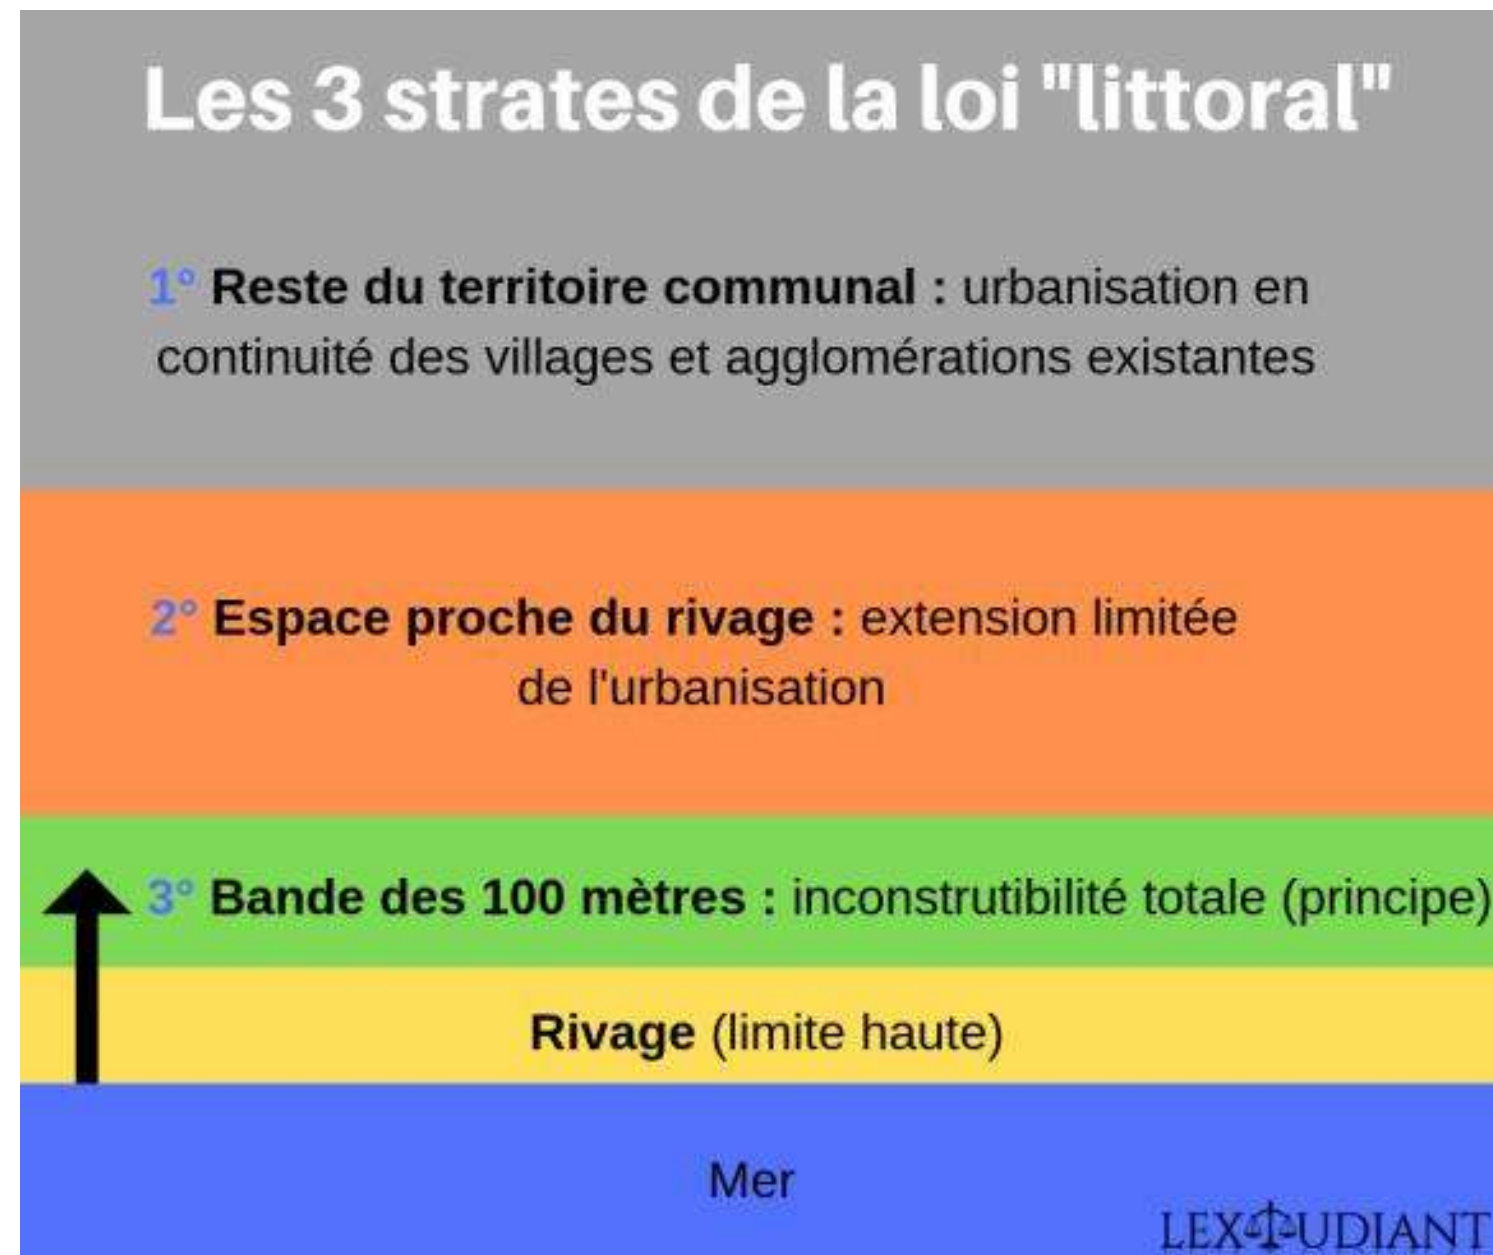 Les 3 strates de la loi "littoral"
1° Reste du territoire communal : urbanisation en
continuité des villages et agglomérations existantes
2° Espace proche du rivage : extension limitée
de l'urbanisation
3° Bande des 100 mètres : inconstrutibilité totale (principe)
Rivage (limite haute)
Mer
LEXTUDIANT